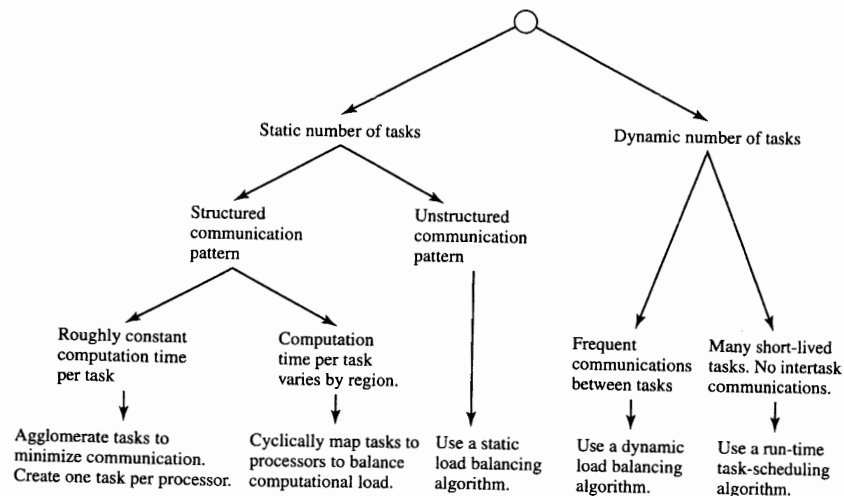 Static number of tasks
Dynamic number of tasks
Structured
communication
pattern
Unstructured
communication
pattern
Roughly constant
computation time
per task
Computation
time per task
varies by region.
Frequent
communications
between tasks
Many short-lived
tasks. No intertask
communications.
Agglomerate tasks to
minimize communication.
Create one task per processor.
Cyclically map tasks to
processors to balance
computational load.
Use a static
load balancing
algorithm.
Use a dynamic
load balancing
algorithm.
Use a run-time
task-scheduling
algorithm.